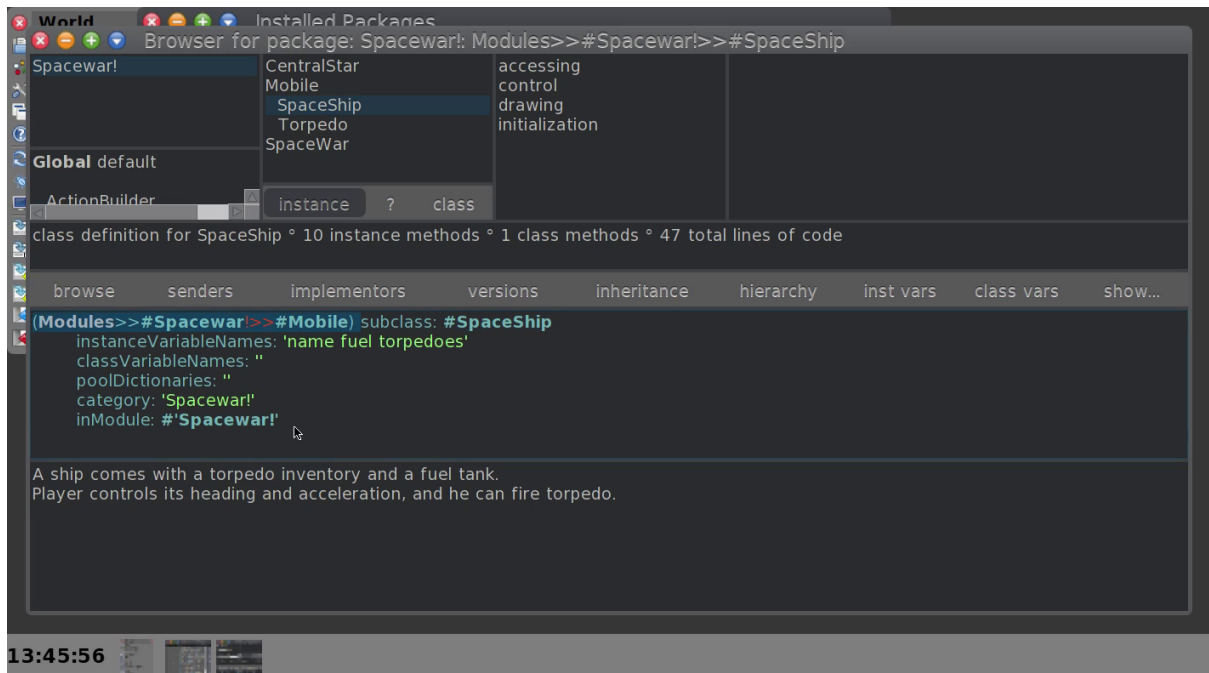 World
Installed Packages
Browser for package: Spacewar!: Modules>>#Spacewar!>>#SpaceShip
Spacewar!
Global default
ActionBuilder
CentralStar
Mobile
SpaceShip
Torpedo
SpaceWar
instance ? class
accessing
control
drawing
initialization
class definition for SpaceShip ° 10 instance methods ° 1 class methods ° 47 total lines of code
browse senders implementors versions inheritance hierarchy inst vars class vars show...
(Modules>>#Spacewar!>>#Mobile) subclass: #SpaceShip
instanceVariableNames: 'name fuel torpedoes'
classVariableNames: ''
poolDictionaries: ''
category: 'Spacewar!'
inModule: #'Spacewar!'
A ship comes with a torpedo inventory and a fuel tank.
Player controls its heading and acceleration, and he can fire torpedo.
13:45:56